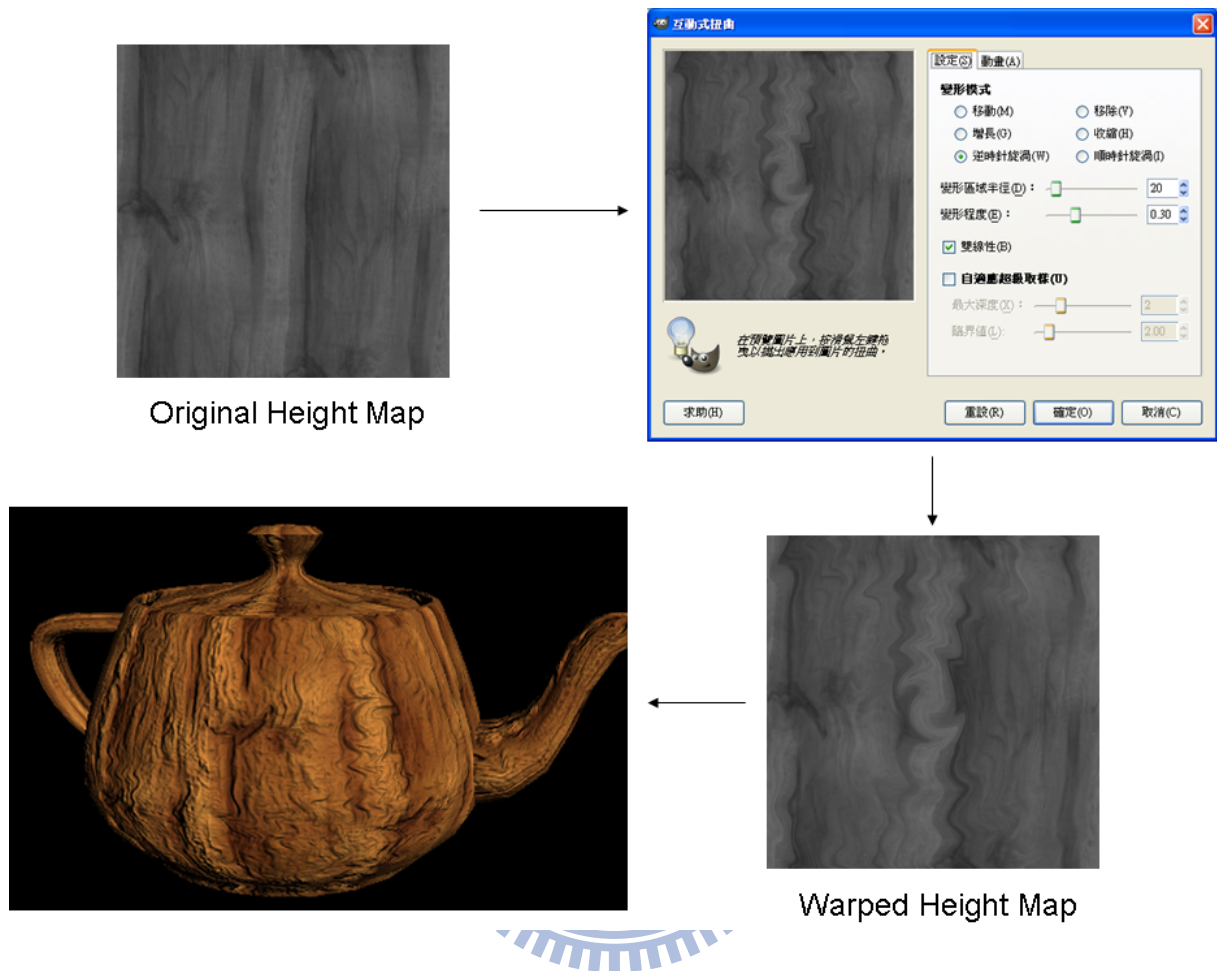 互動式扭曲
設定(S) 動畫(A)
變形模式
移動(M) 移除(V)
增長(G) 收縮(H)
逆時針旋渦(W) 順時針旋渦(I)
變形區域半徑(D)： 20
變形程度(E)： 0.30
雙線性(B)
自適應超級取樣(U)
最大深度(X)： 2
臨界值(L): 2.00
在預覽圖片上，按滑鼠左鍵拖
曳以描出應用到圖片的扭曲。
求助(H) 重設(R) 確定(O) 取消(C)
Original Height Map
Warped Height Map